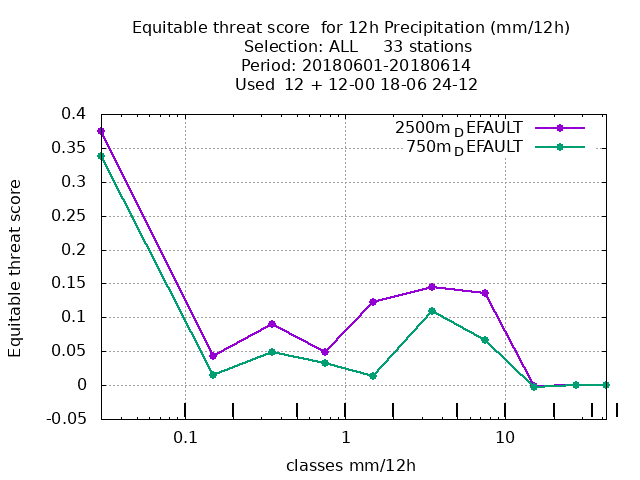 Equitable threat score  for 12h Precipitation (mm/12h)
Selection: ALL     33 stations
Period: 20180601-20180614
Used  12 + 12-00 18-06 24-12
0.4
0.35
0.3
0.25
0.2
0.15
0.1
0.05
0
-0.05
Equitable threat score
2500m_DEFAULT
750m_DEFAULT
0.1
1
10
classes mm/12h